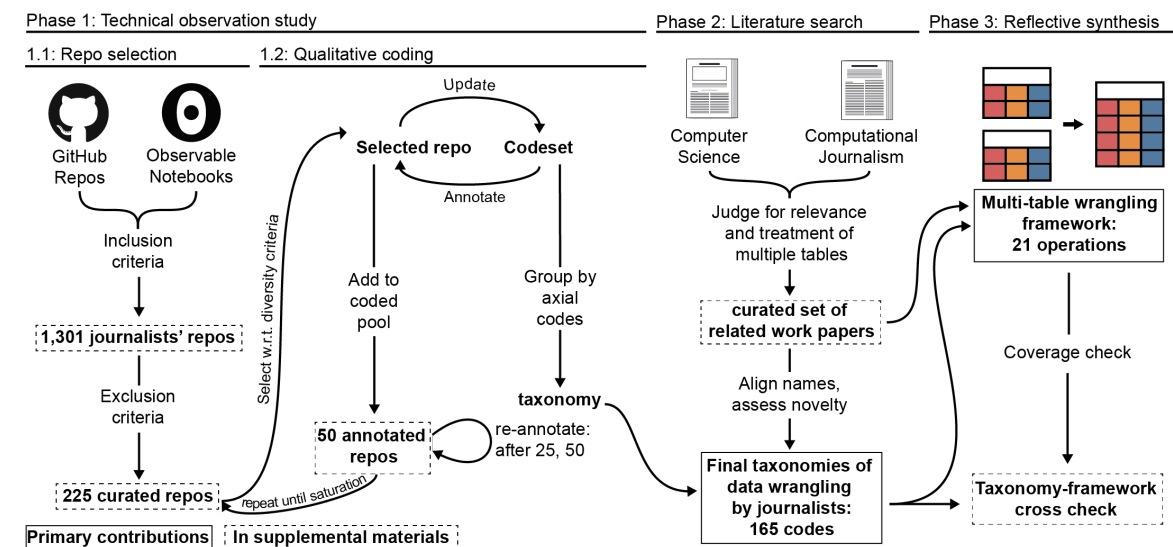 Phase 1: Technical observation study
1.1: Repo selection
GitHub
Repos
Observable
Notebooks
Inclusion
criteria
1,301 journalists' repos
Exclusion
criteria
225 curated repos
1.2: Qualitative coding
Select w.r.t. diversity criteria
Update
Selected repo
Codeset
Annotate
Add to
coded
pool
Group by
axial
codes
taxonomy
50 annotated
repos
re-annotate:
after 25, 50
repeat until saturation
Phase 2: Literature search
Computer
Science
Computational
Journalism
Judge for relevance
and treatment of
multiple tables
curated set of
related work papers
Align names,
assess novelty
Final taxonomies of
data wrangling
by journalists:
165 codes
Phase 3: Reflective synthesis
Multi-table wrangling
framework:
21 operations
Coverage check
Taxonomy-framework
cross check
Primary contributions
In supplemental materials